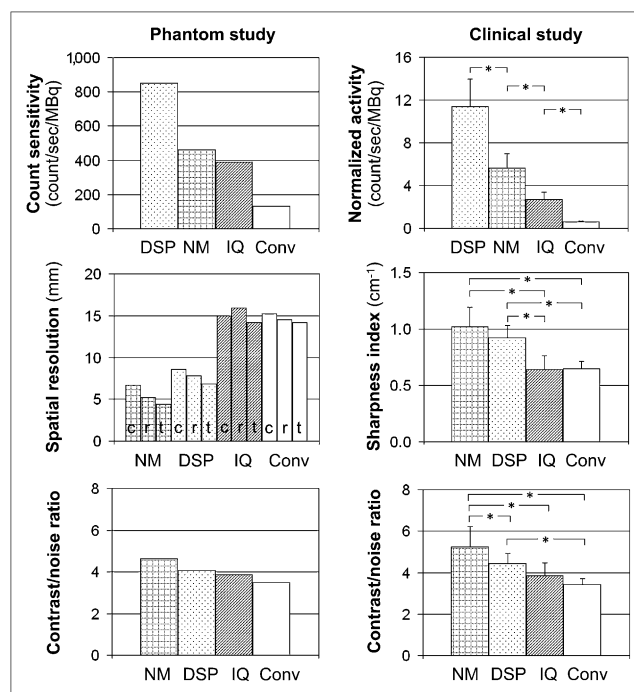 Phantom study
Count sensitivity
(count/sec/MBq)
1,000
800
600
400
200
0
DSP NM IQ Conv
Clinical study
Normalized activity
(count/sec/MBq)
16
12
8
4
0
* * *
DSP NM IQ Conv
Spatial resolution (mm)
20
15
10
5
0
c r t c r t c r t c r t
NM DSP IQ Conv
Sharpness index (cm⁻¹)
1.5
1.0
0.5
0.0
*
*
*
*
NM DSP IQ Conv
Contrast/noise ratio
8
6
4
2
0
NM DSP IQ Conv
Contrast/noise ratio
8
6
4
2
0
*
*
* *
NM DSP IQ Conv